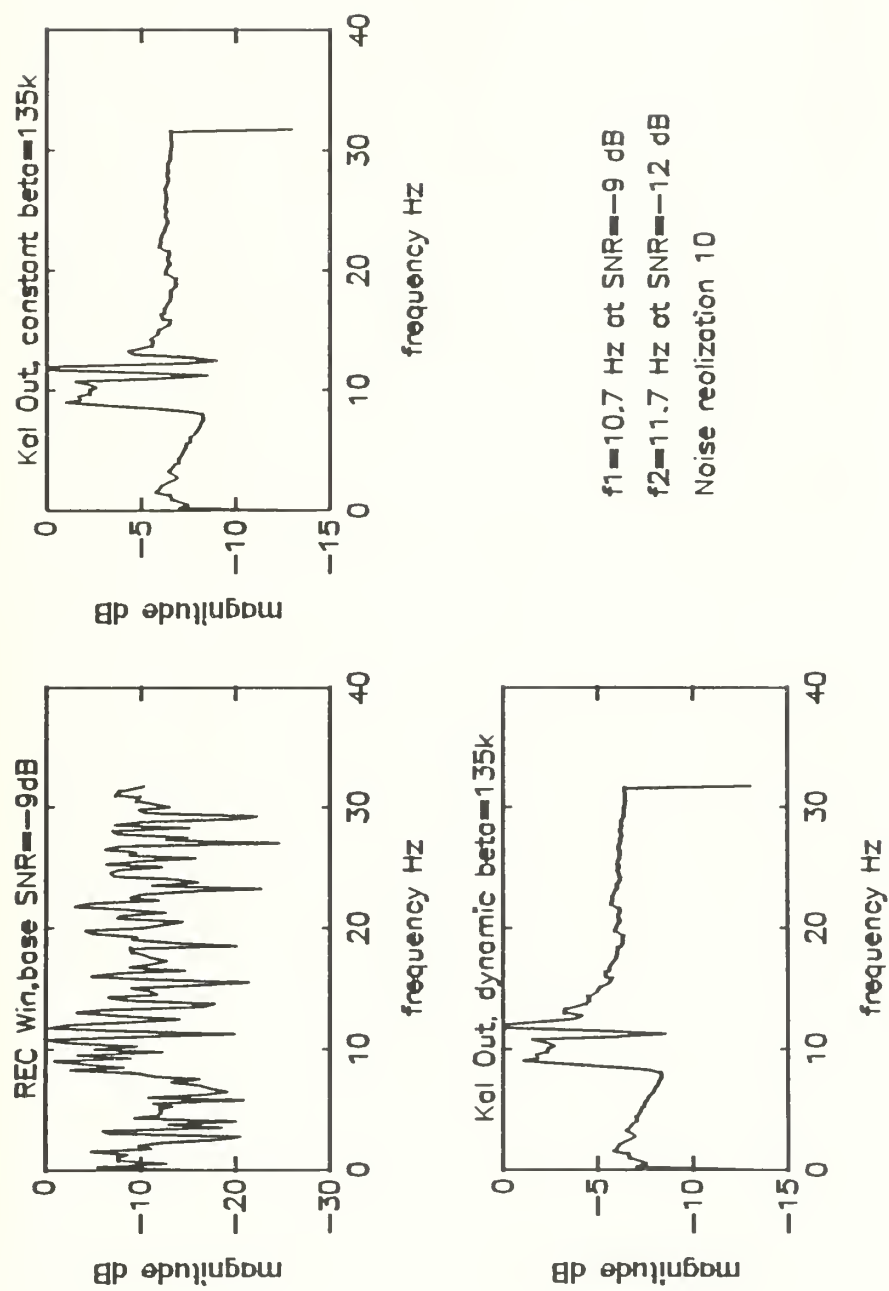 REC Win,base SNR=-9dB
0
-10
-20
-30
magnitude dB
0 10 20 30 40
frequency Hz
Kal Out, constant beta=135k
0
-5
-10
-15
magnitude dB
0 10 20 30 40
frequency Hz
Kal Out, dynamic beta=135k
0
-5
-10
-15
magnitude dB
0 10 20 30 40
frequency Hz
f1=10.7 Hz at SNR=-9 dB
f2=11.7 Hz at SNR=-12 dB
Noise realization 10